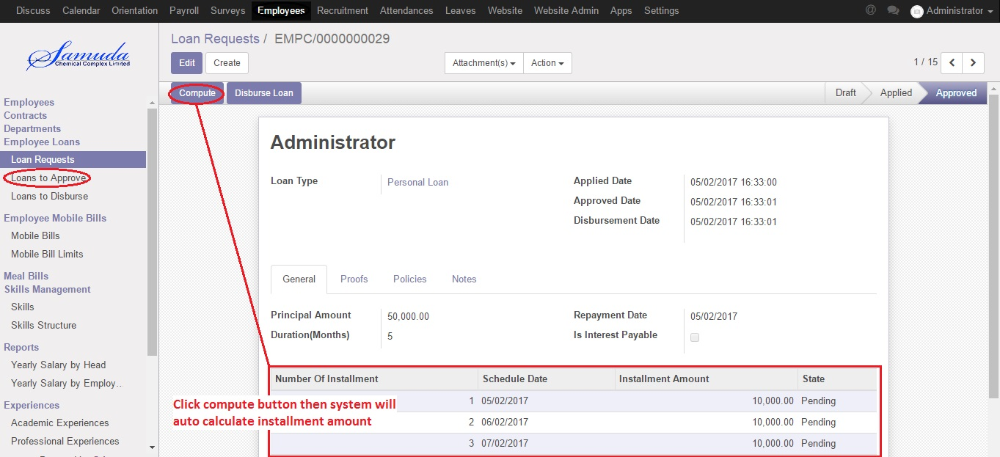 Discuss Calendar Orientation Payroll Surveys Employees Recruitment Attendances Leaves Website Website Admin Apps Settings @ Administrator
Samuda
Chemical Complex Limited
Employees
Contracts
Departments
Employee Loans
Loan Requests
Loans to Approve
Loans to Disburse
Employee Mobile Bills
Mobile Bills
Mobile Bill Limits
Meal Bills
Skills Management
Skills
Skills Structure
Reports
Yearly Salary by Head
Yearly Salary by Employ…
Experiences
Academic Experiences
Professional Experiences
Loan Requests / EMPC/0000000029
Edit Create Attachment(s) Action 1 / 15
Compute Disburse Loan Draft Applied Approved
Administrator
Loan Type Personal Loan
Applied Date 05/02/2017 16:33:00
Approved Date 05/02/2017 16:33:01
Disbursement Date 05/02/2017 16:33:01
General Proofs Policies Notes
Principal Amount 50,000.00
Duration(Months) 5
Repayment Date 05/02/2017
Is Interest Payable
Number Of Installment Schedule Date Installment Amount State
1 05/02/2017 10,000.00 Pending
2 06/02/2017 10,000.00 Pending
3 07/02/2017 10,000.00 Pending
Click compute button then system will
auto calculate installment amount